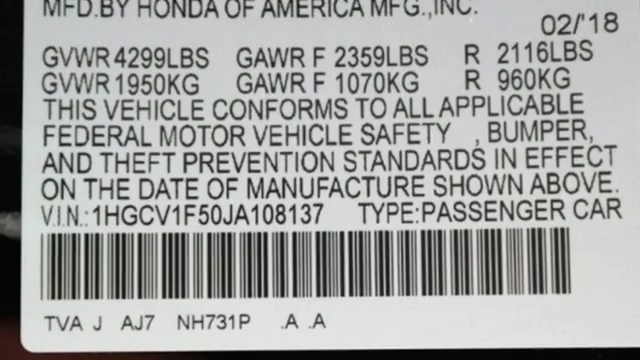 MFD.BY HONDA OF AMERICA MFG.,INC.
02/'18
GVWR 4299LBS GAWR F 2359LBS R 2116LBS
GVWR 1950KG GAWR F 1070KG R 960KG
THIS VEHICLE CONFORMS TO ALL APPLICABLE
FEDERAL MOTOR VEHICLE SAFETY , BUMPER,
AND THEFT PREVENTION STANDARDS IN EFFECT
ON THE DATE OF MANUFACTURE SHOWN ABOVE.
V.I.N.:1HGCV1F50JA108137 TYPE:PASSENGER CAR
TVA J AJ7 NH731P .A .A